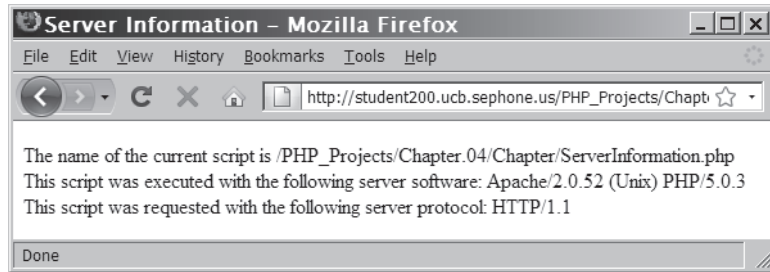 Server Information - Mozilla Firefox
File Edit View History Bookmarks Tools Help
http://student200.ucb.sephone.us/PHP_Projects/Chapt
The name of the current script is /PHP_Projects/Chapter.04/Chapter/ServerInformation.php
This script was executed with the following server software: Apache/2.0.52 (Unix) PHP/5.0.3
This script was requested with the following server protocol: HTTP/1.1
Done